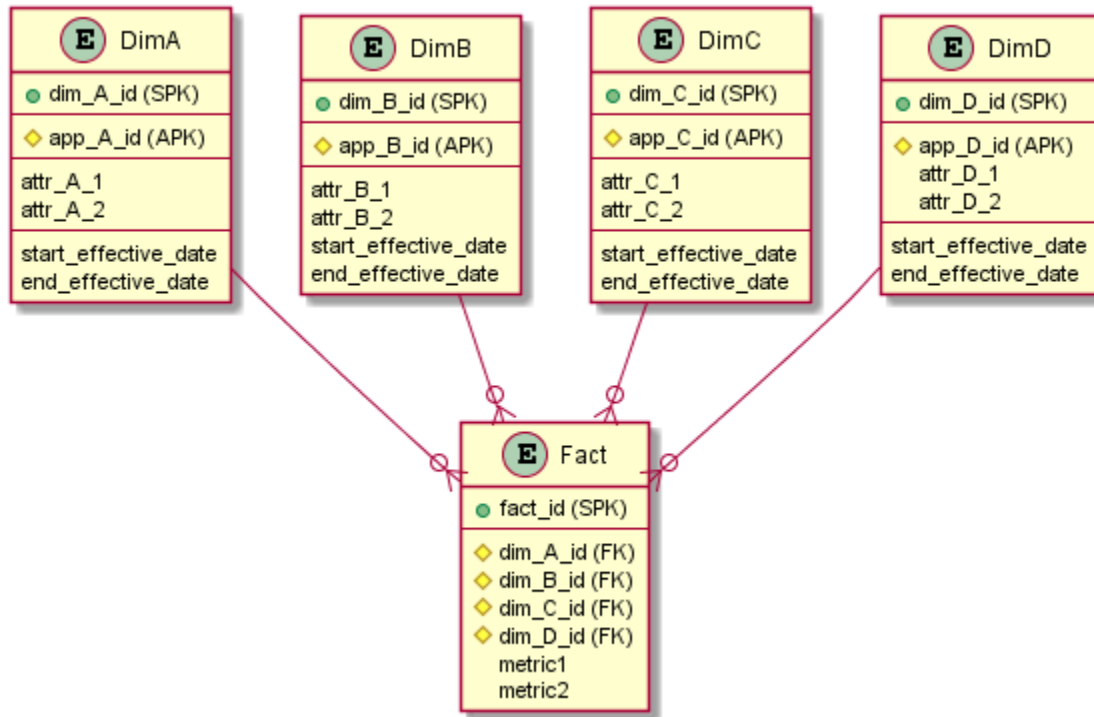 E DimA
dim_A_id (SPK)
app_A_id (APK)
attr_A_1
attr_A_2
start_effective_date
end_effective_date
E DimB
dim_B_id (SPK)
app_B_id (APK)
attr_B_1
attr_B_2
start_effective_date
end_effective_date
E DimC
dim_C_id (SPK)
app_C_id (APK)
attr_C_1
attr_C_2
start_effective_date
end_effective_date
E DimD
dim_D_id (SPK)
app_D_id (APK)
attr_D_1
attr_D_2
start_effective_date
end_effective_date
E Fact
fact_id (SPK)
dim_A_id (FK)
dim_B_id (FK)
dim_C_id (FK)
dim_D_id (FK)
metric1
metric2